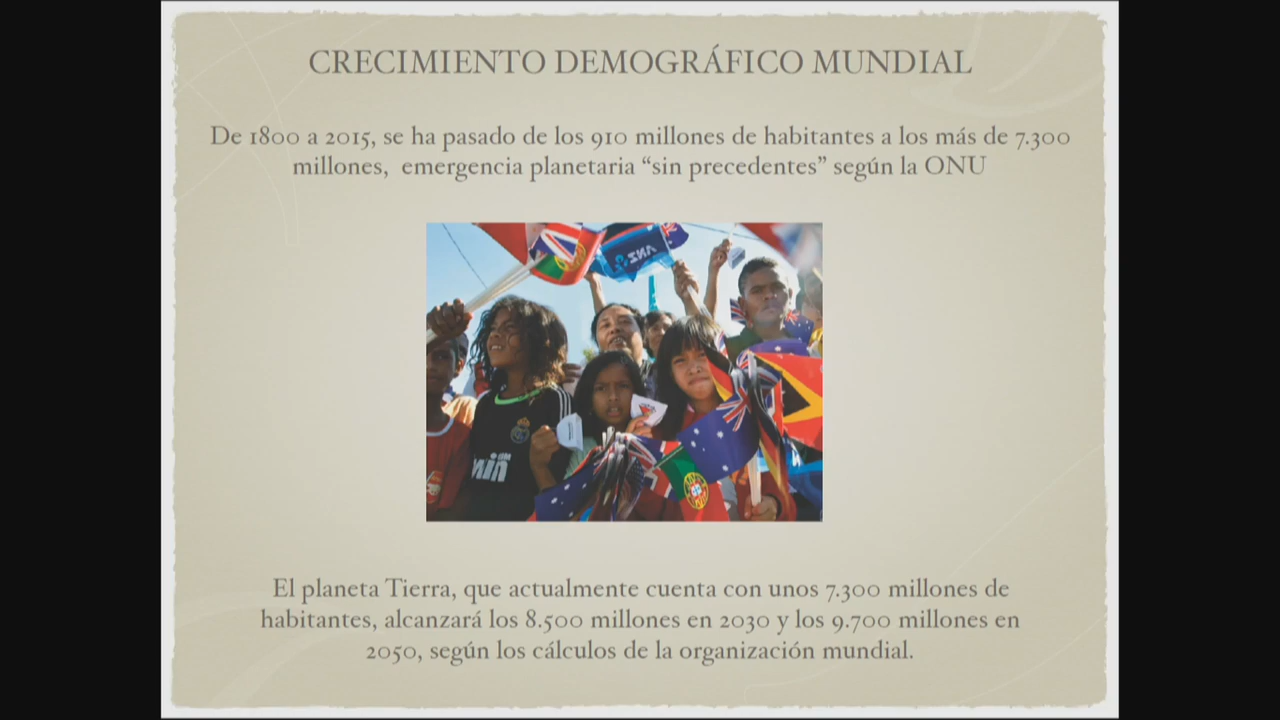 CRECIMIENTO DEMOGRÁFICO MUNDIAL
De 1800 a 2015, se ha pasado de los 910 millones de habitantes a los más de 7.300
millones, emergencia planetaria “sin precedentes” según la ONU
El planeta Tierra, que actualmente cuenta con unos 7.300 millones de
habitantes, alcanzará los 8.500 millones en 2030 y los 9.700 millones en
2050, según los cálculos de la organización mundial.